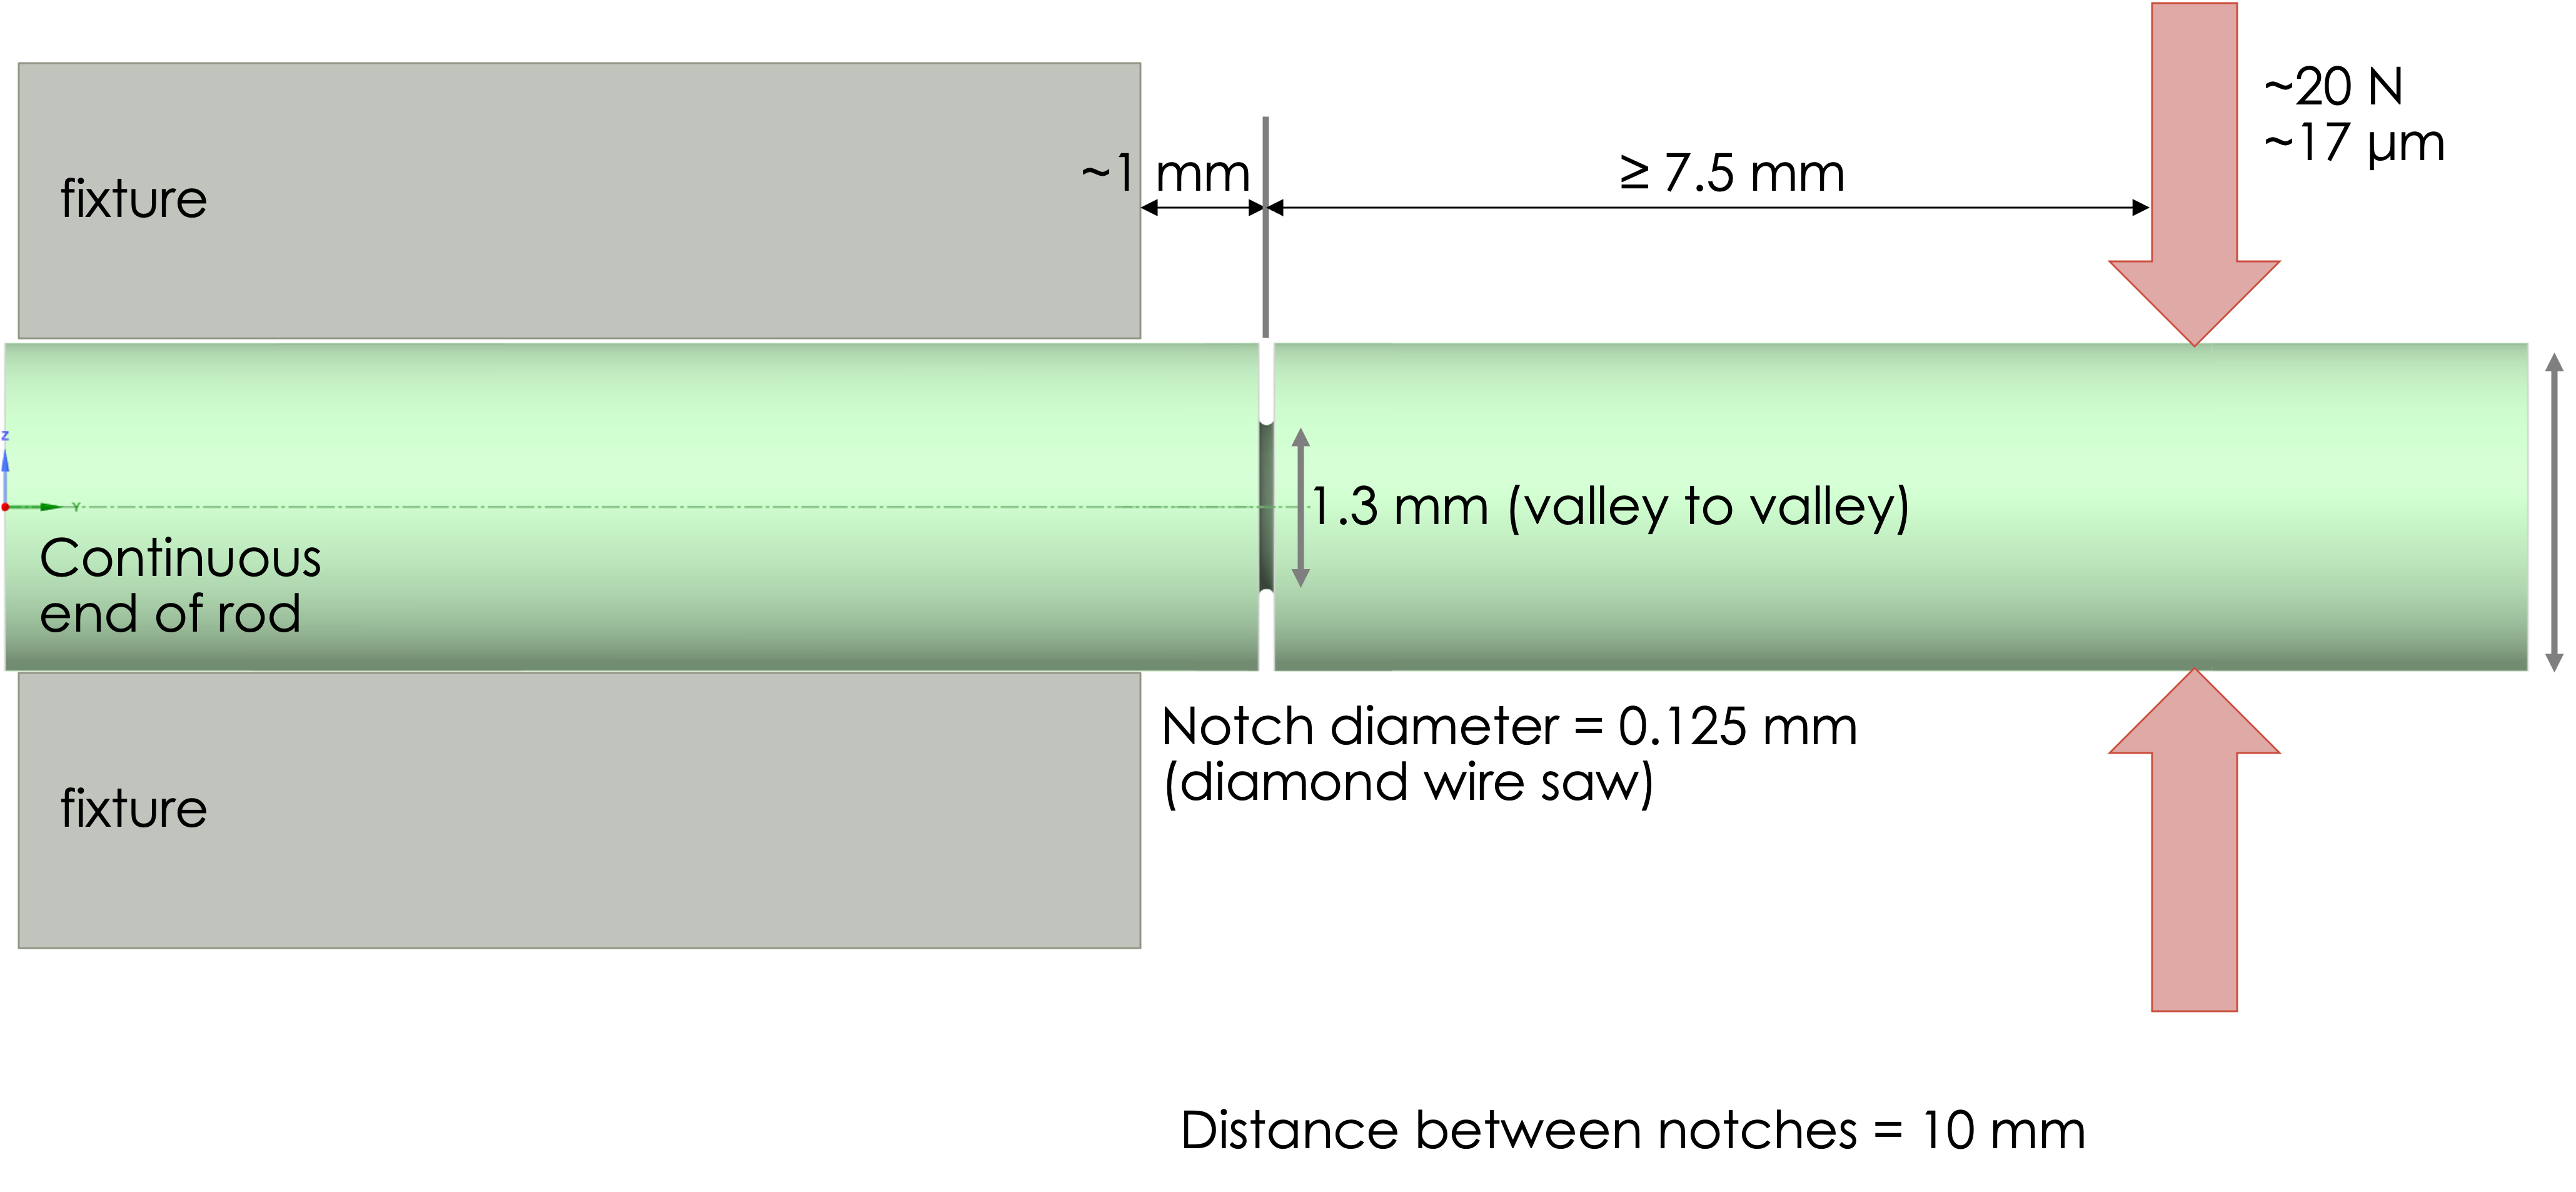 ~20 N
~17 µm
~1 mm
≥ 7.5 mm
fixture
Z
Y
1.3 mm (valley to valley)
Continuous
end of rod
Notch diameter = 0.125 mm
(diamond wire saw)
fixture
Distance between notches = 10 mm